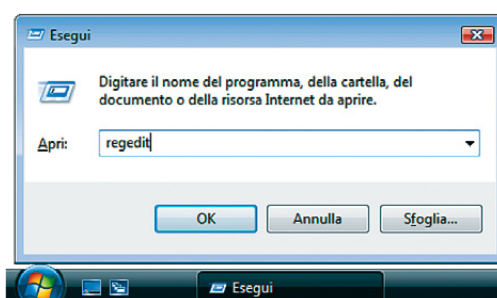 Esegui
Digitare il nome del programma, della cartella, del
documento o della risorsa Internet da aprire.
Apri:
regedit
OK
Annulla
Sfoglia...
Esegui